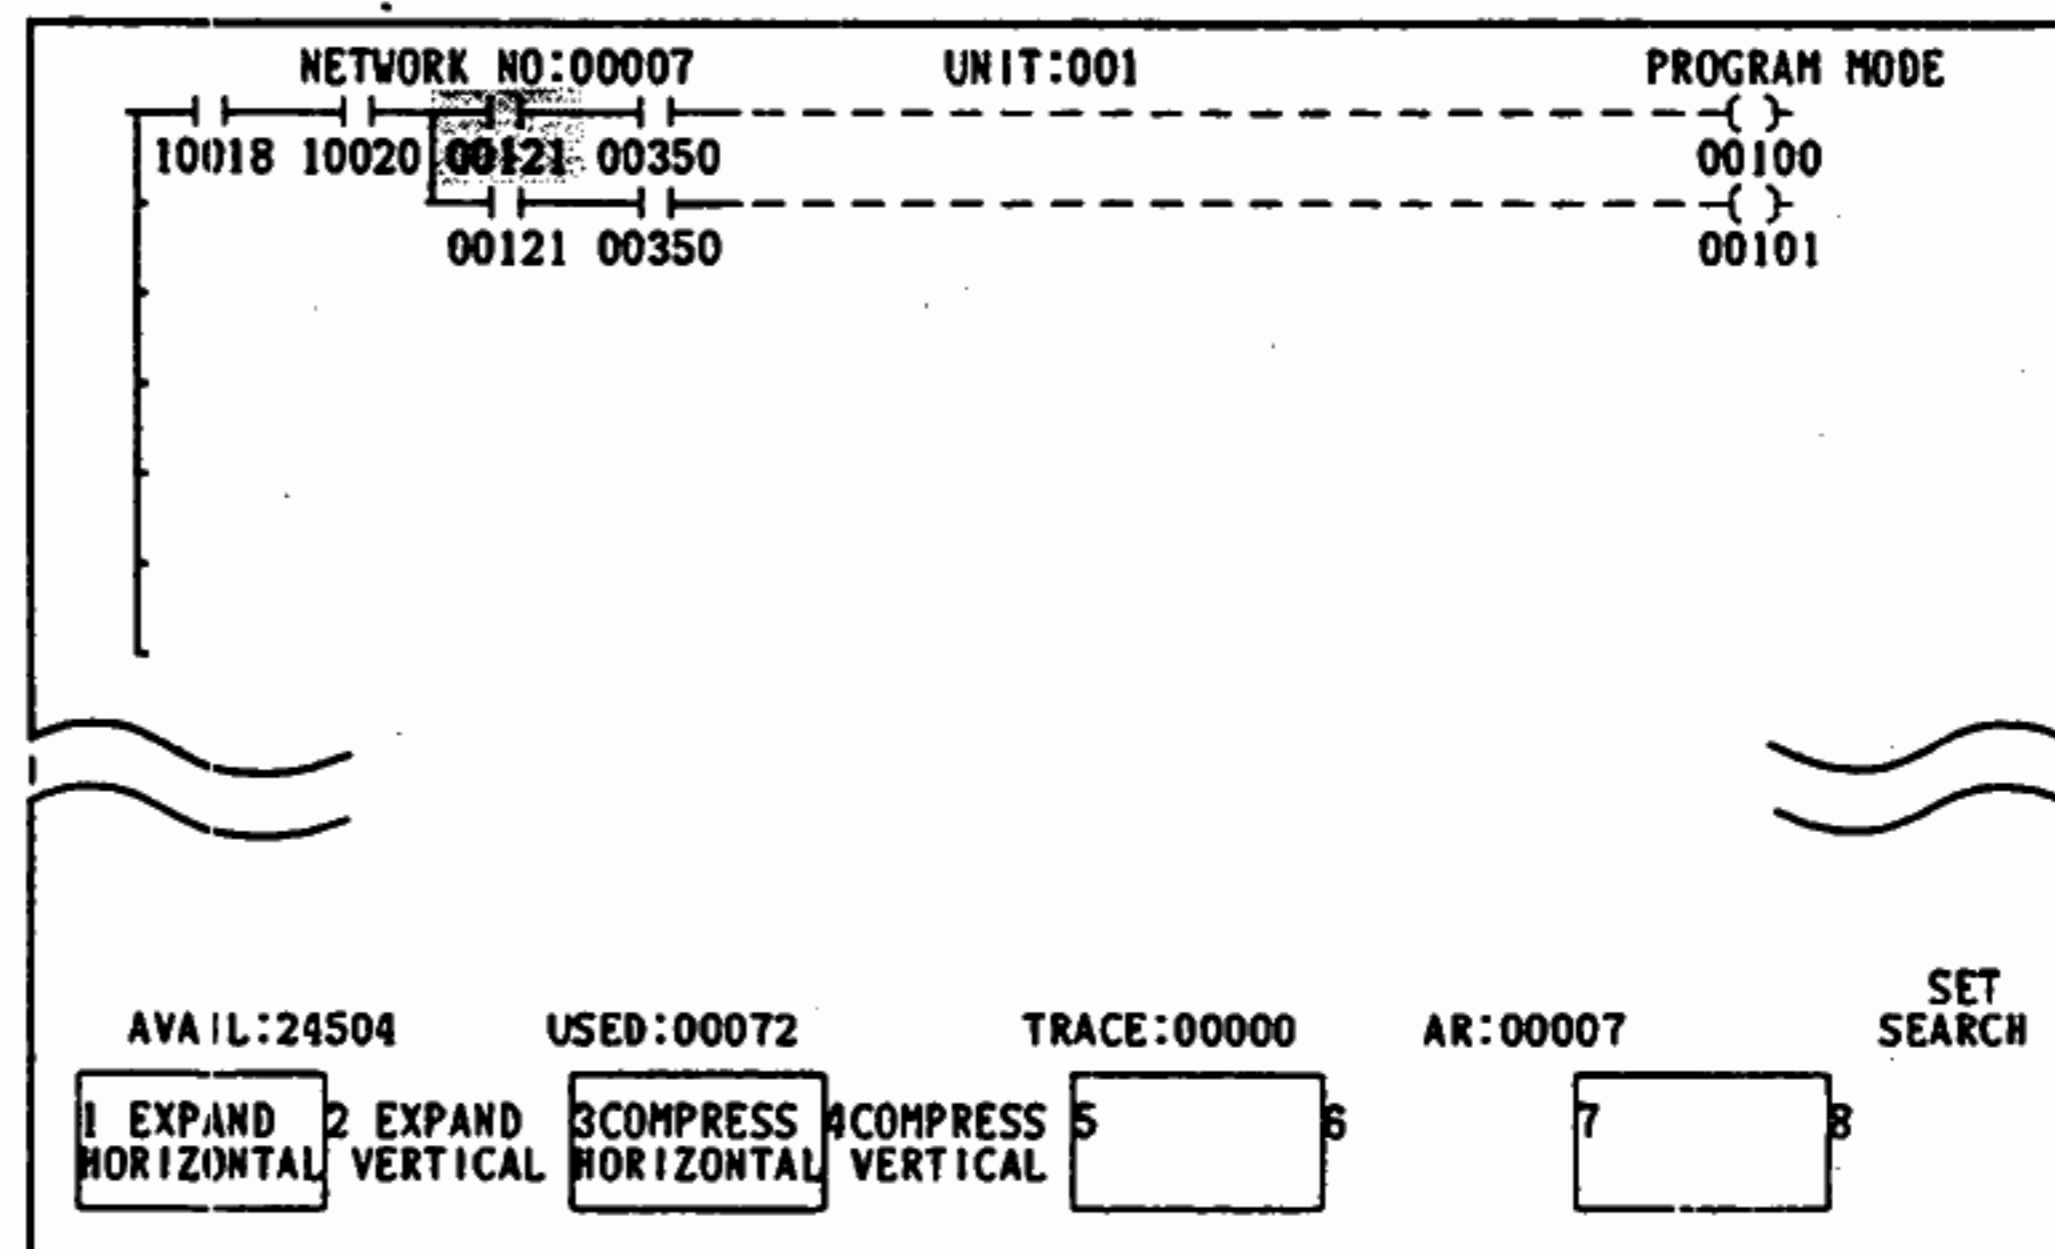 NETWORK NO:00007 UNIT:001 PROGRAM MODE
10018 10020 00121 00350 00100
00121 00350 00101
SET
AVAIL:24504 USED:00072 TRACE:00000 AR:00007 SEARCH
1 EXPAND 2 EXPAND 3COMPRESS 4COMPRESS 5 6 7 8
HORIZONTAL VERTICAL HORIZONTAL VERTICAL